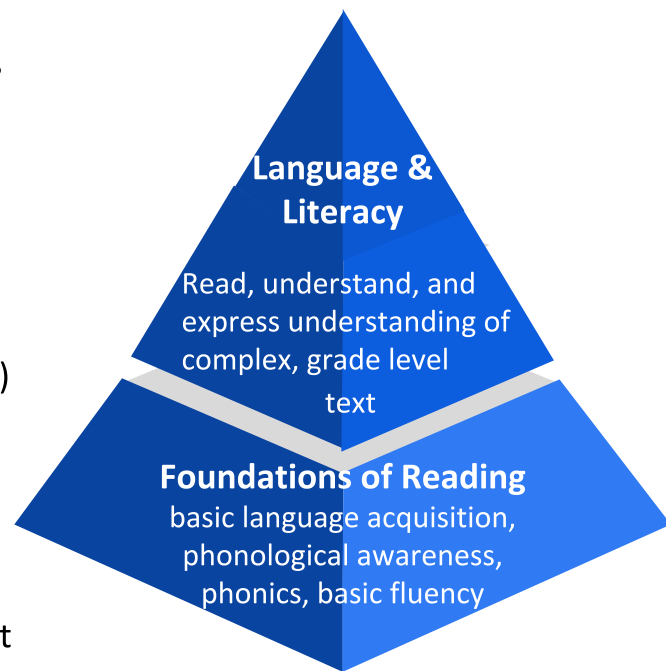 Language &
Literacy
Read, understand, and
express understanding of
complex, grade level
)
text
Foundations of Reading
basic language acquisition,
phonological awareness,
phonics, basic fluency
t